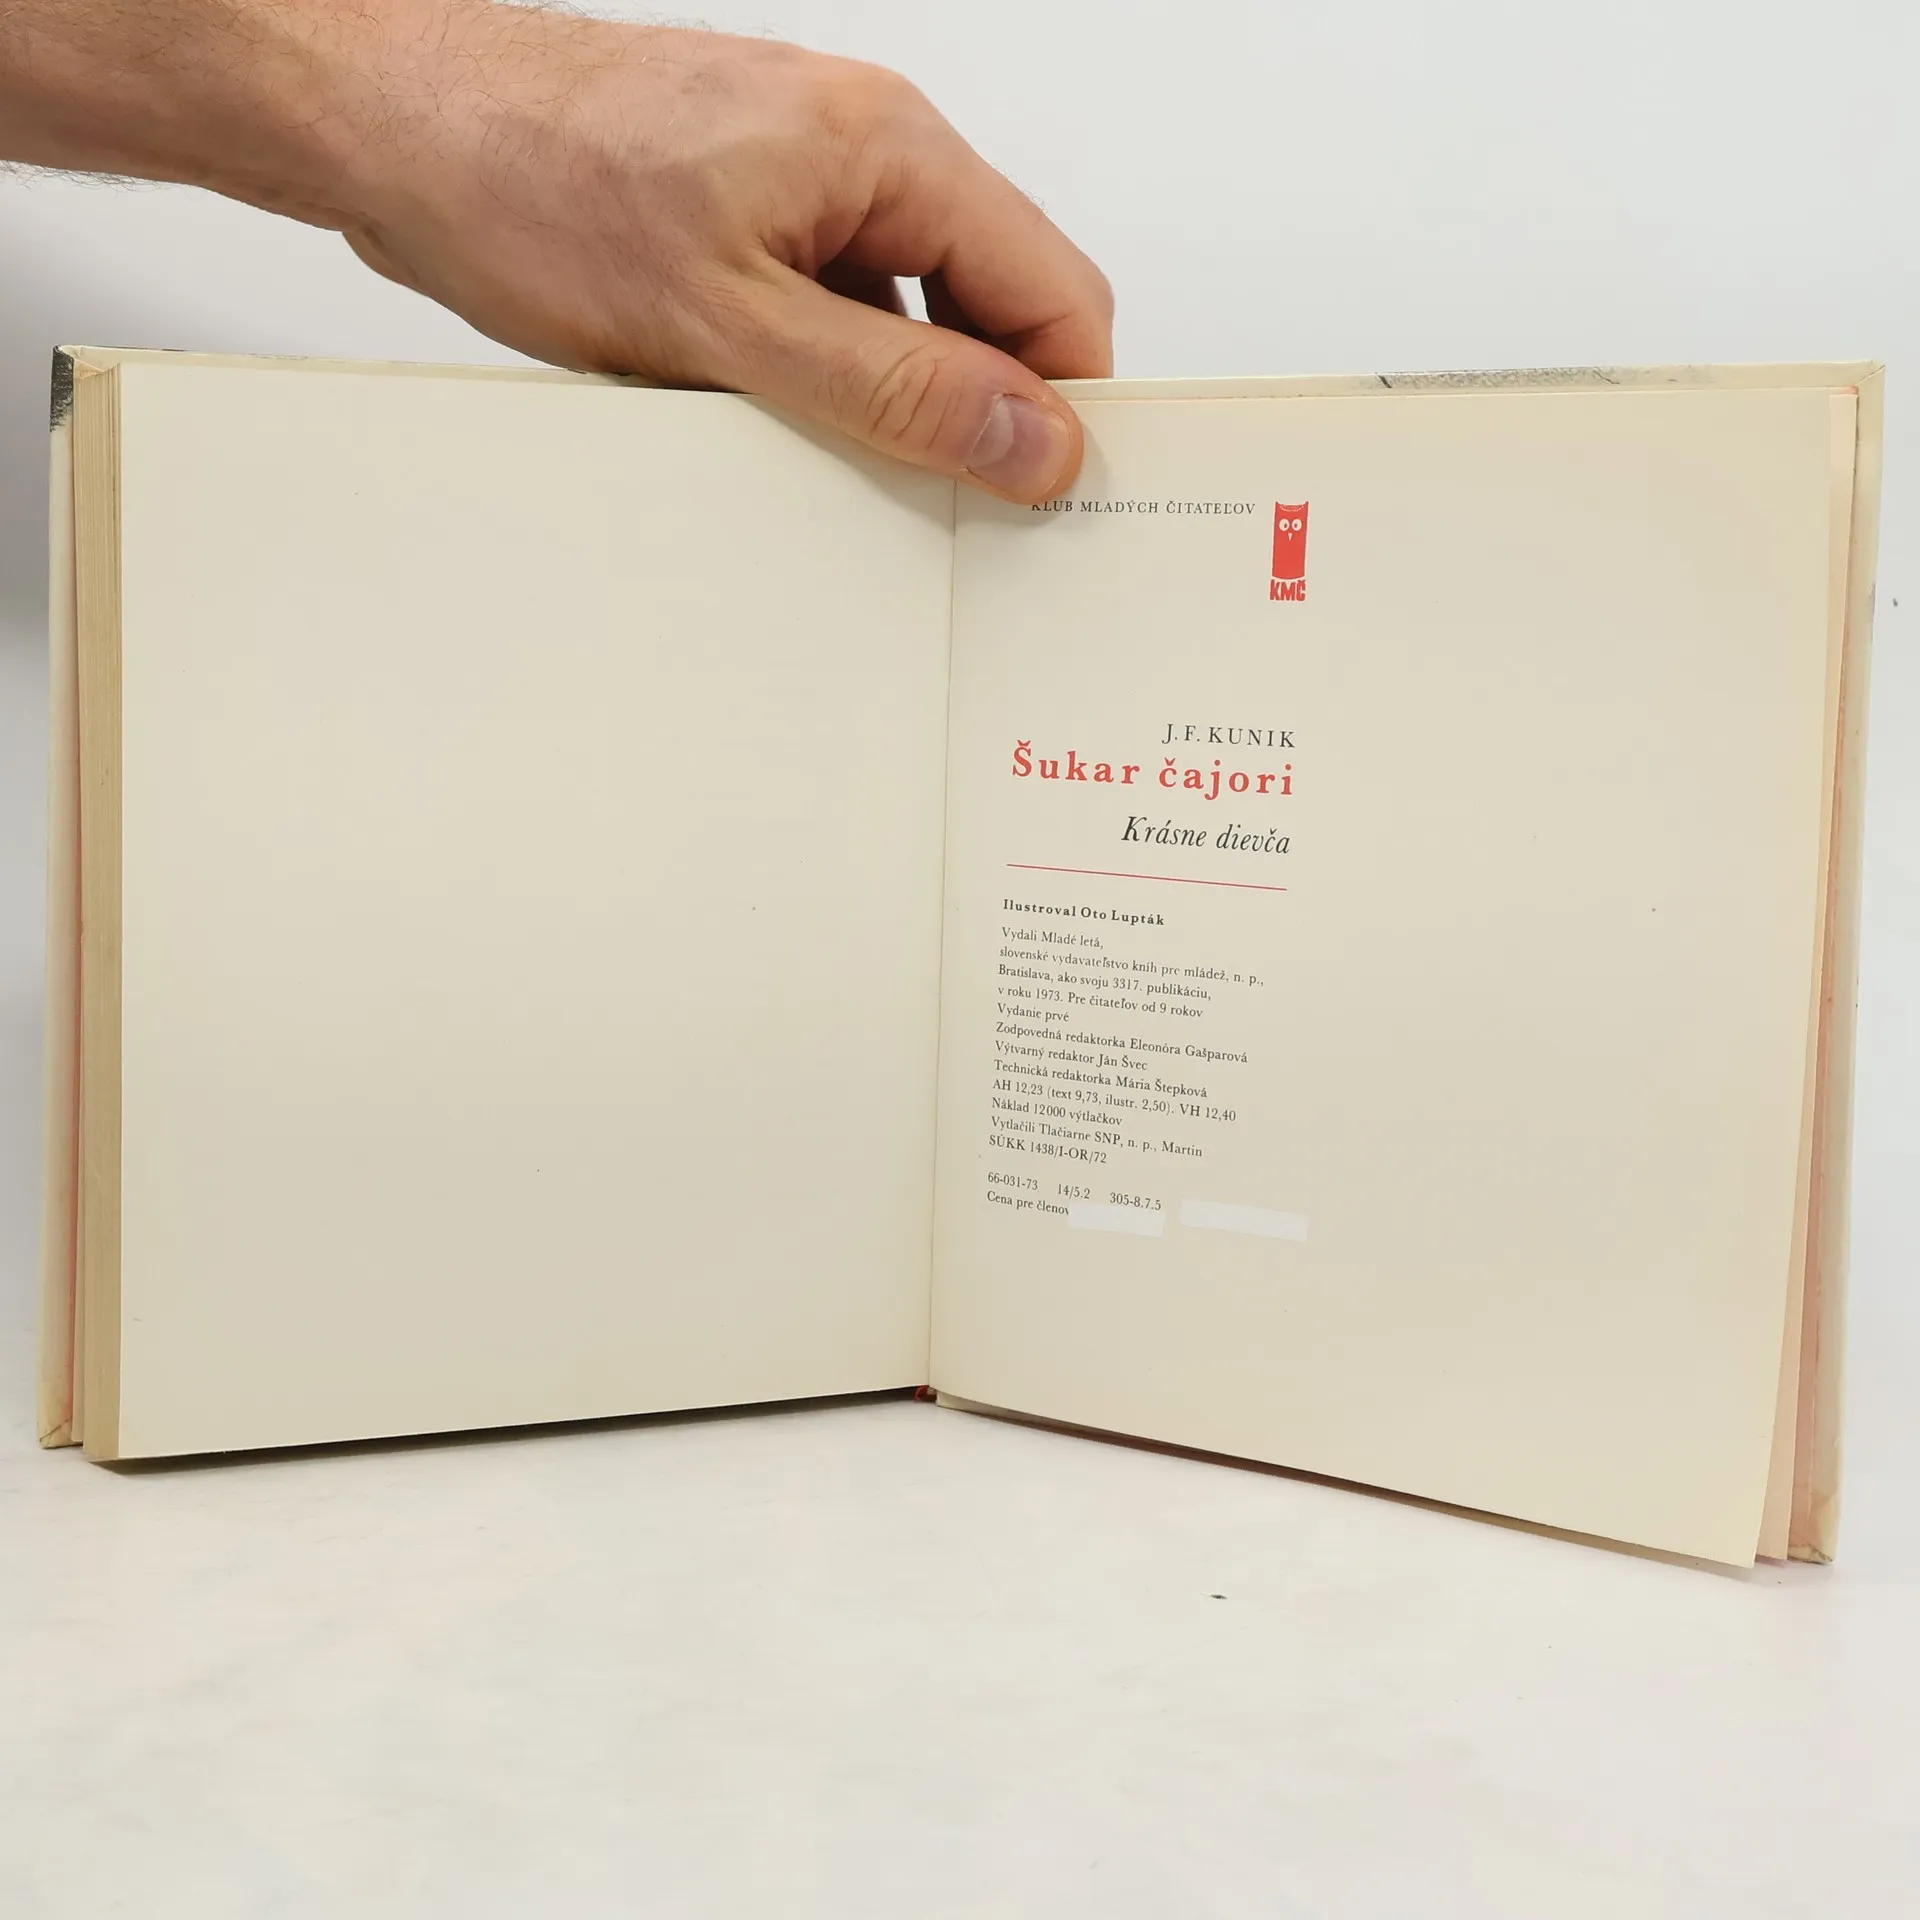 KLUB MLADÝCH ČITATEĽOV
KMČ
J. F. KUNIK
Šukar čajori
Krásne dievča
Ilustroval Oto Lupták
Vydali Mladé letá,
slovenské vydavateľstvo kníh pre mládež, n. p.,
Bratislava, ako svoju 3317. publikáciu,
v roku 1973. Pre čitateľov od 9 rokov
Vydanie prvé
Zodpovedná redaktorka Eleonóra Gašparová
Výtvarný redaktor Ján Švec
Technická redaktorka Mária Štepková
AH 12,23 (text 9,73, ilustr. 2,50). VH 12,40
Náklad 12000 výtlačkov
Vytlačili Tlačiarne SNP, n. p., Martin
SÚKK 1438/I-OR/72
66-031-73 14/5.2 305-8.7.5
Cena pre členov